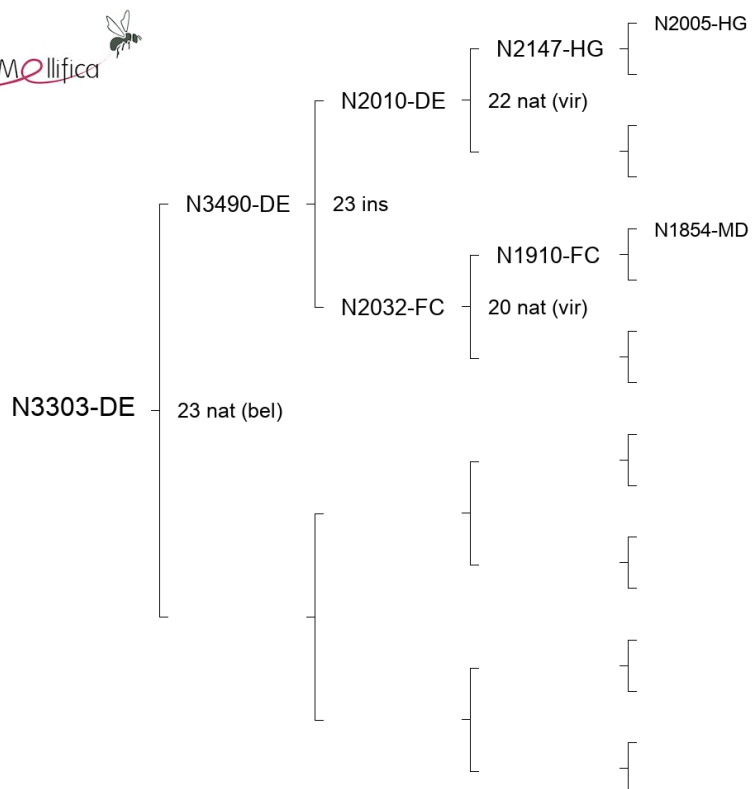 Mellifica
N2005-HG
N2147-HG
N2010-DE
22 nat (vir)
N3490-DE
23 ins
N1854-MD
N1910-FC
N2032-FC
20 nat (vir)
N3303-DE
23 nat (bel)